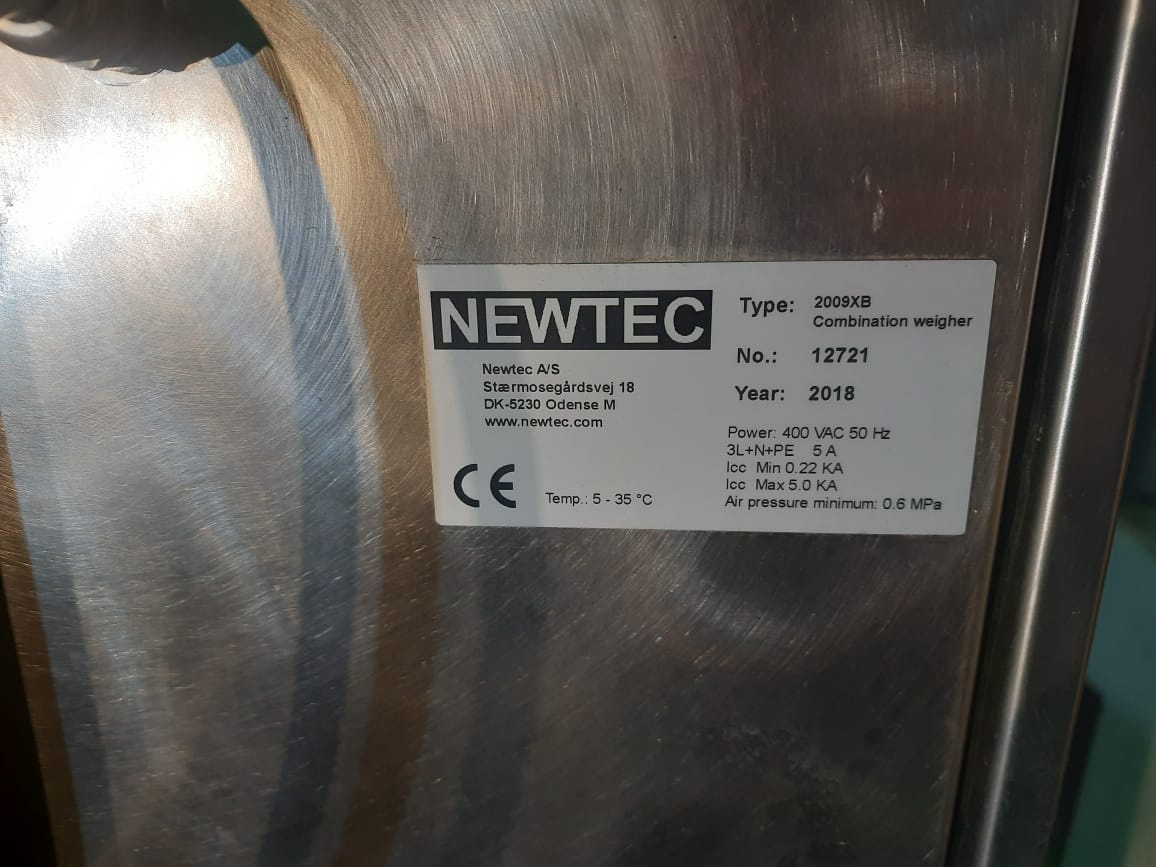 NEWTEC
Newtec A/S
Stærmosegårdsvej 18
DK-5230 Odense M
www.newtec.com
CE
Temp.: 5 - 35 °C
Type: 2009XB
Combination weigher
No.: 12721
Year: 2018
Power: 400 VAC 50 Hz
3L+N+PE 5 A
Icc Min 0.22 KA
Icc Max 5.0 KA
Air pressure minimum: 0.6 MPa